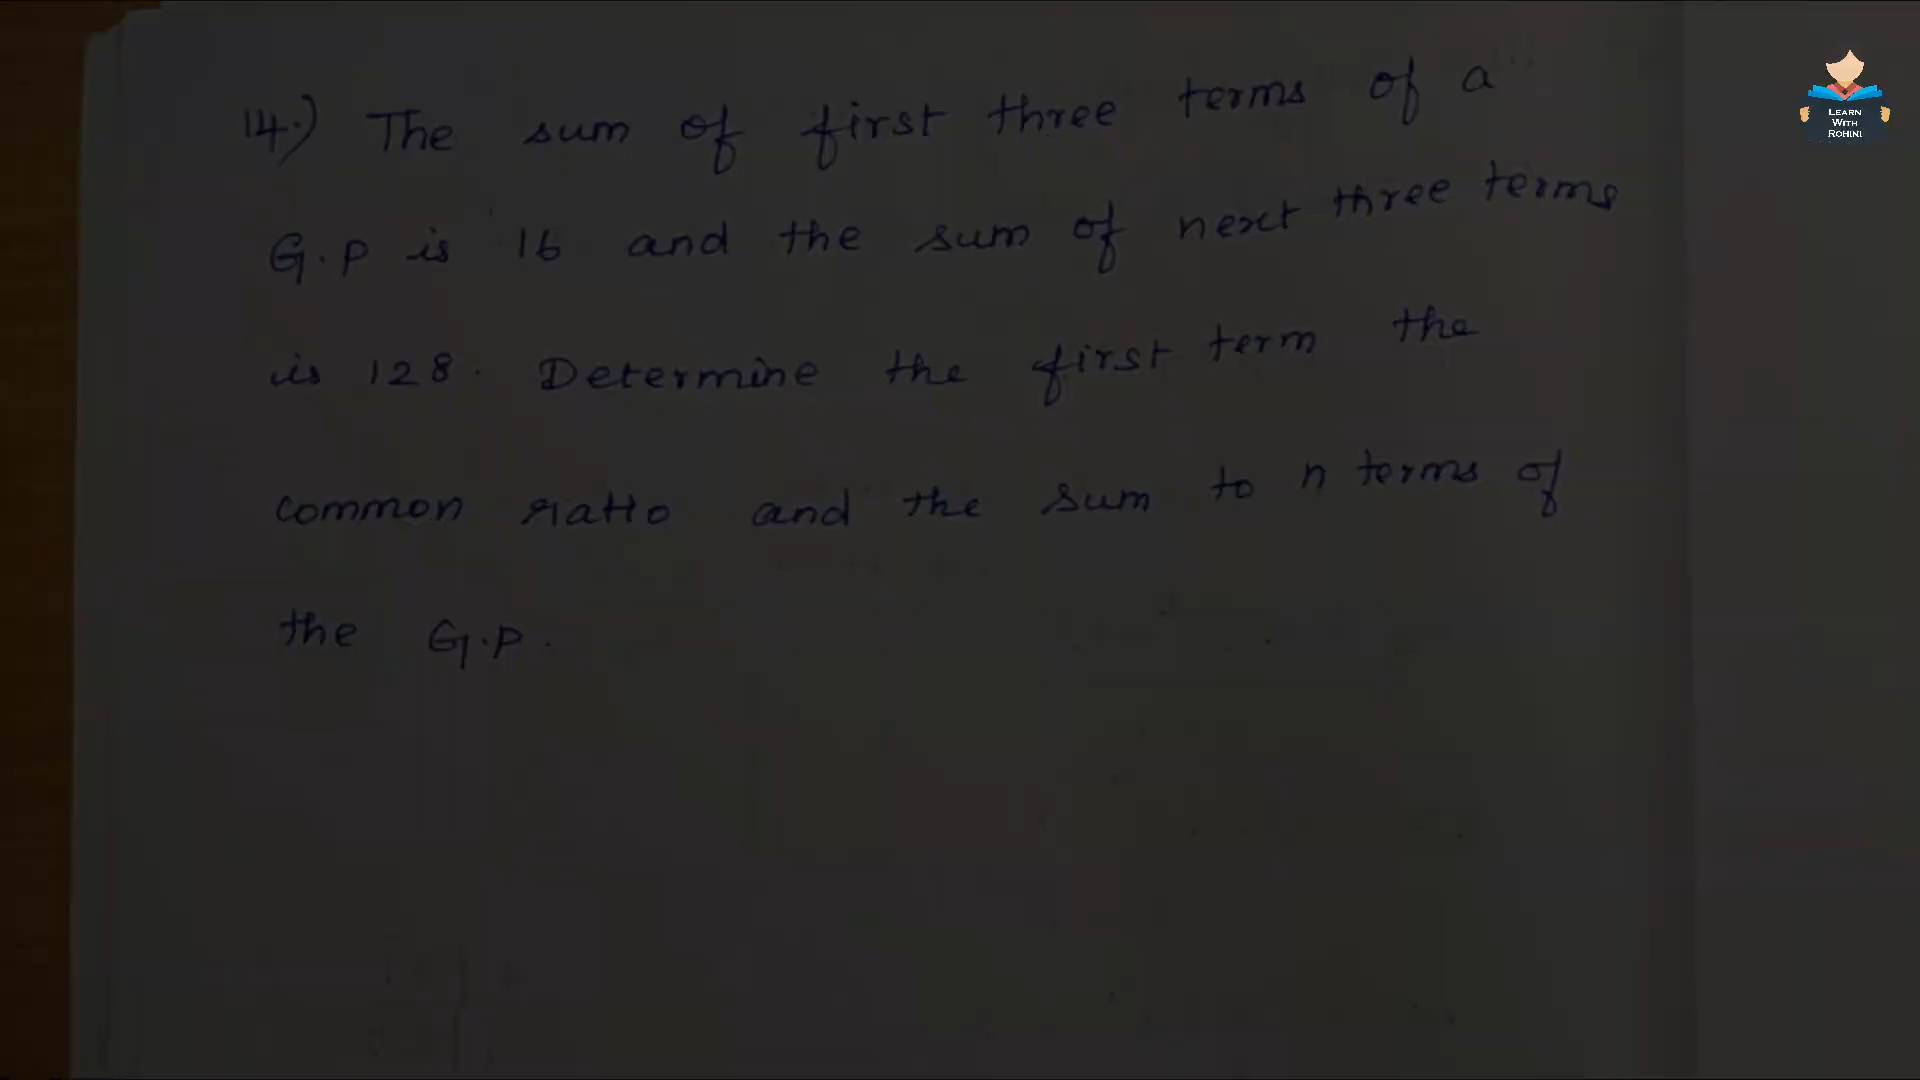 14.) The sum of first three terms of a
G.P is 16 and the sum of next three terms
is 128. Determine the first term the
common ratio and the sum to n terms of
the G.P.
LEARN
WITH
ROHINI